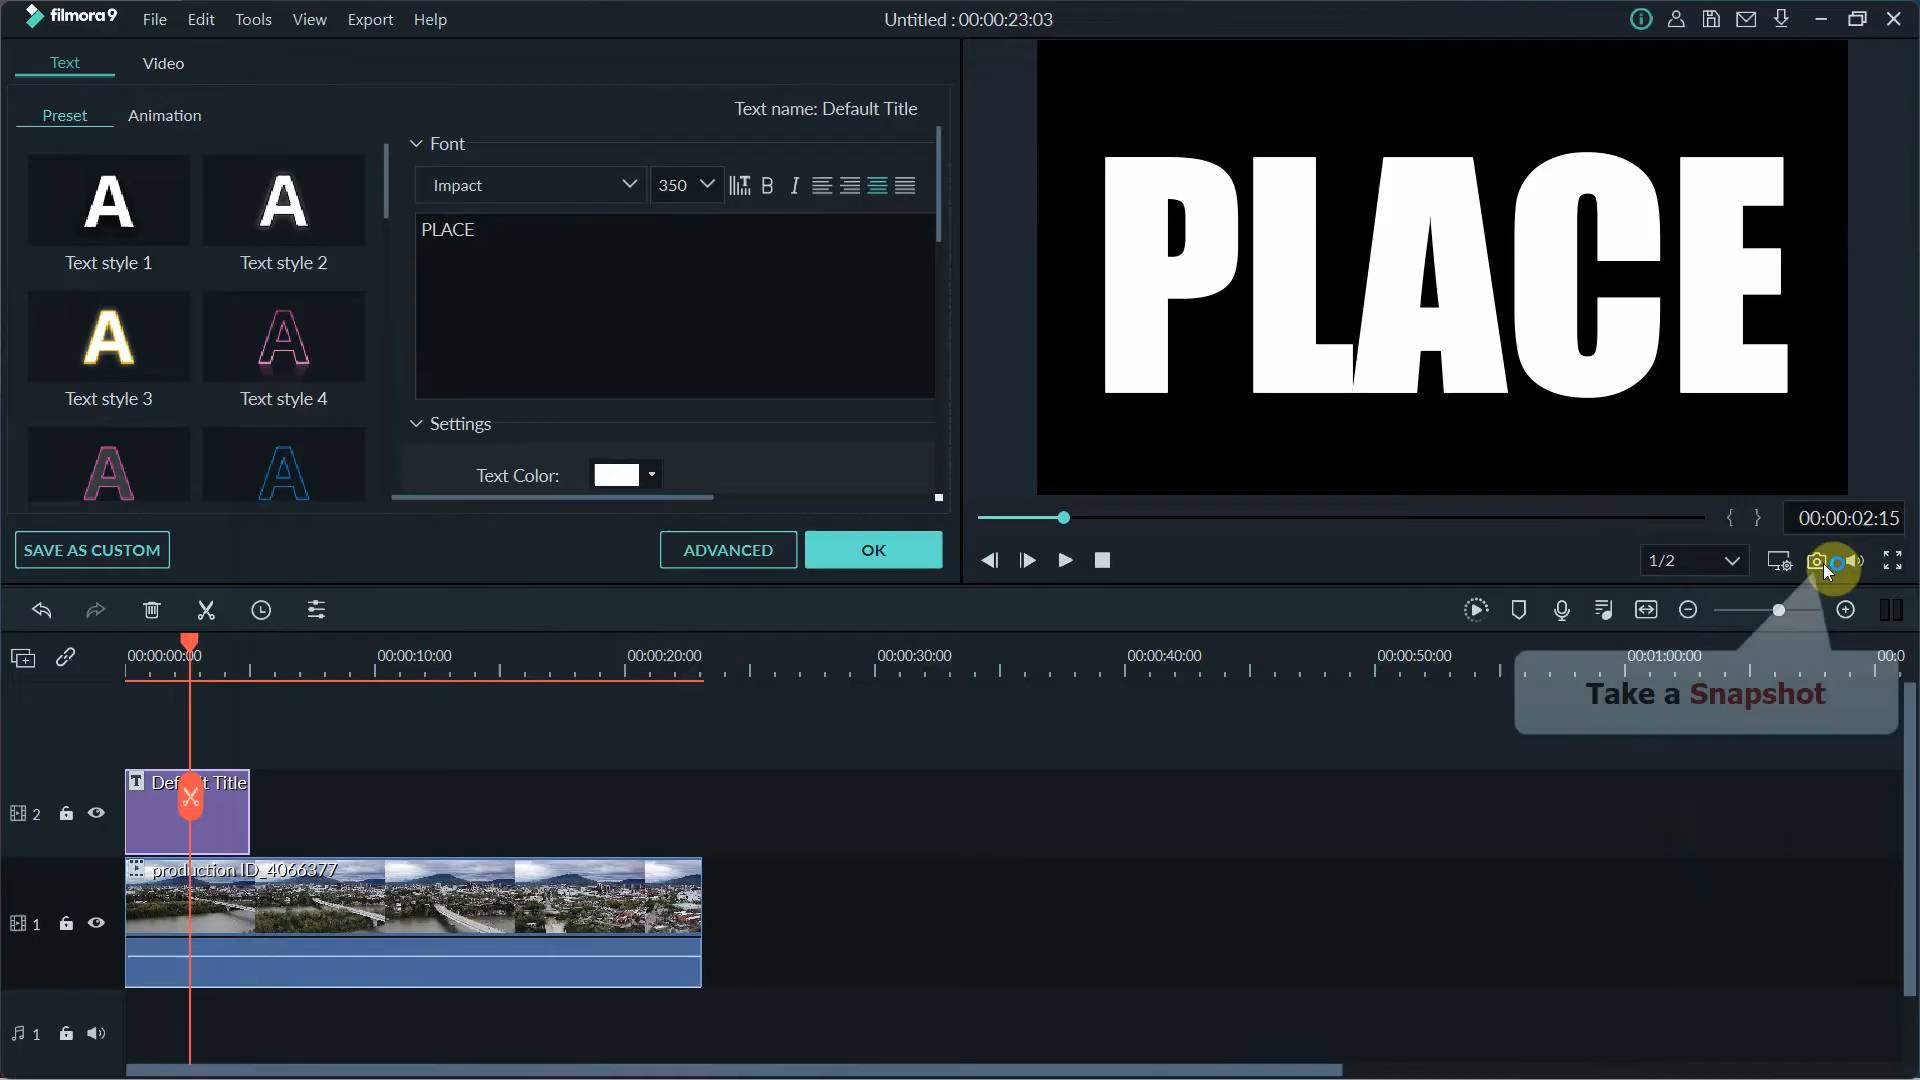 filmora9 File Edit Tools View Export Help Untitled : 00:00:23:03
Text Video
Preset Animation Text name: Default Title
Font
Impact 350 B I
PLACE
A A
Text style 1 Text style 2
A A
Text style 3 Text style 4
A A
Settings
Text Color:
SAVE AS CUSTOM ADVANCED OK
PLACE
{ } 00:00:02:15
1/2
00:00:00:00 00:00:10:00 00:00:20:00 00:00:30:00 00:00:40:00 00:00:50:00 00:01:00:00 00:0
Take a Snapshot
T Def t Title
2
production ID_4066377
1
1